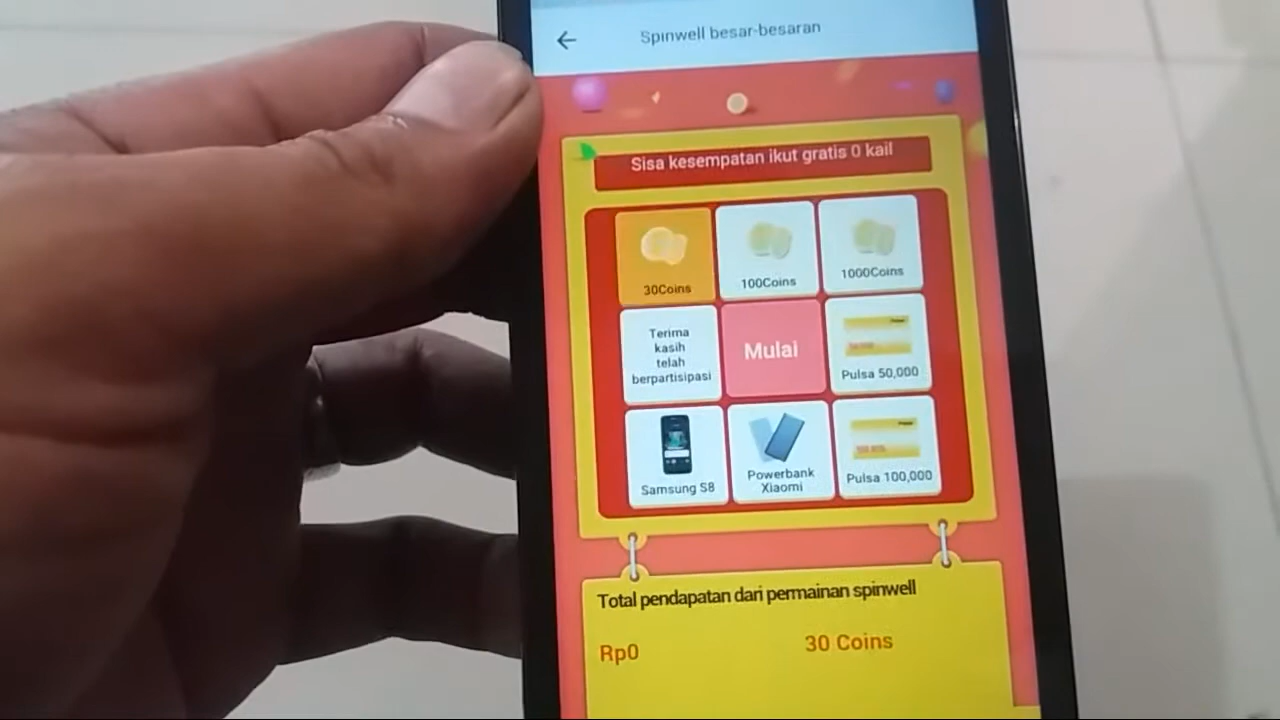 Spinwell besar-besaran
Sisa kesempatan ikut gratis 0 kail
30Coins
100Coins
1000Coins
Terima
kasih
telah
berpartisipasi
Mulai
Pulsa 50,000
Samsung S8
Powerbank
Xiaomi
Pulsa 100,000
Total pendapatan dari permainan spinwell
Rp0
30 Coins